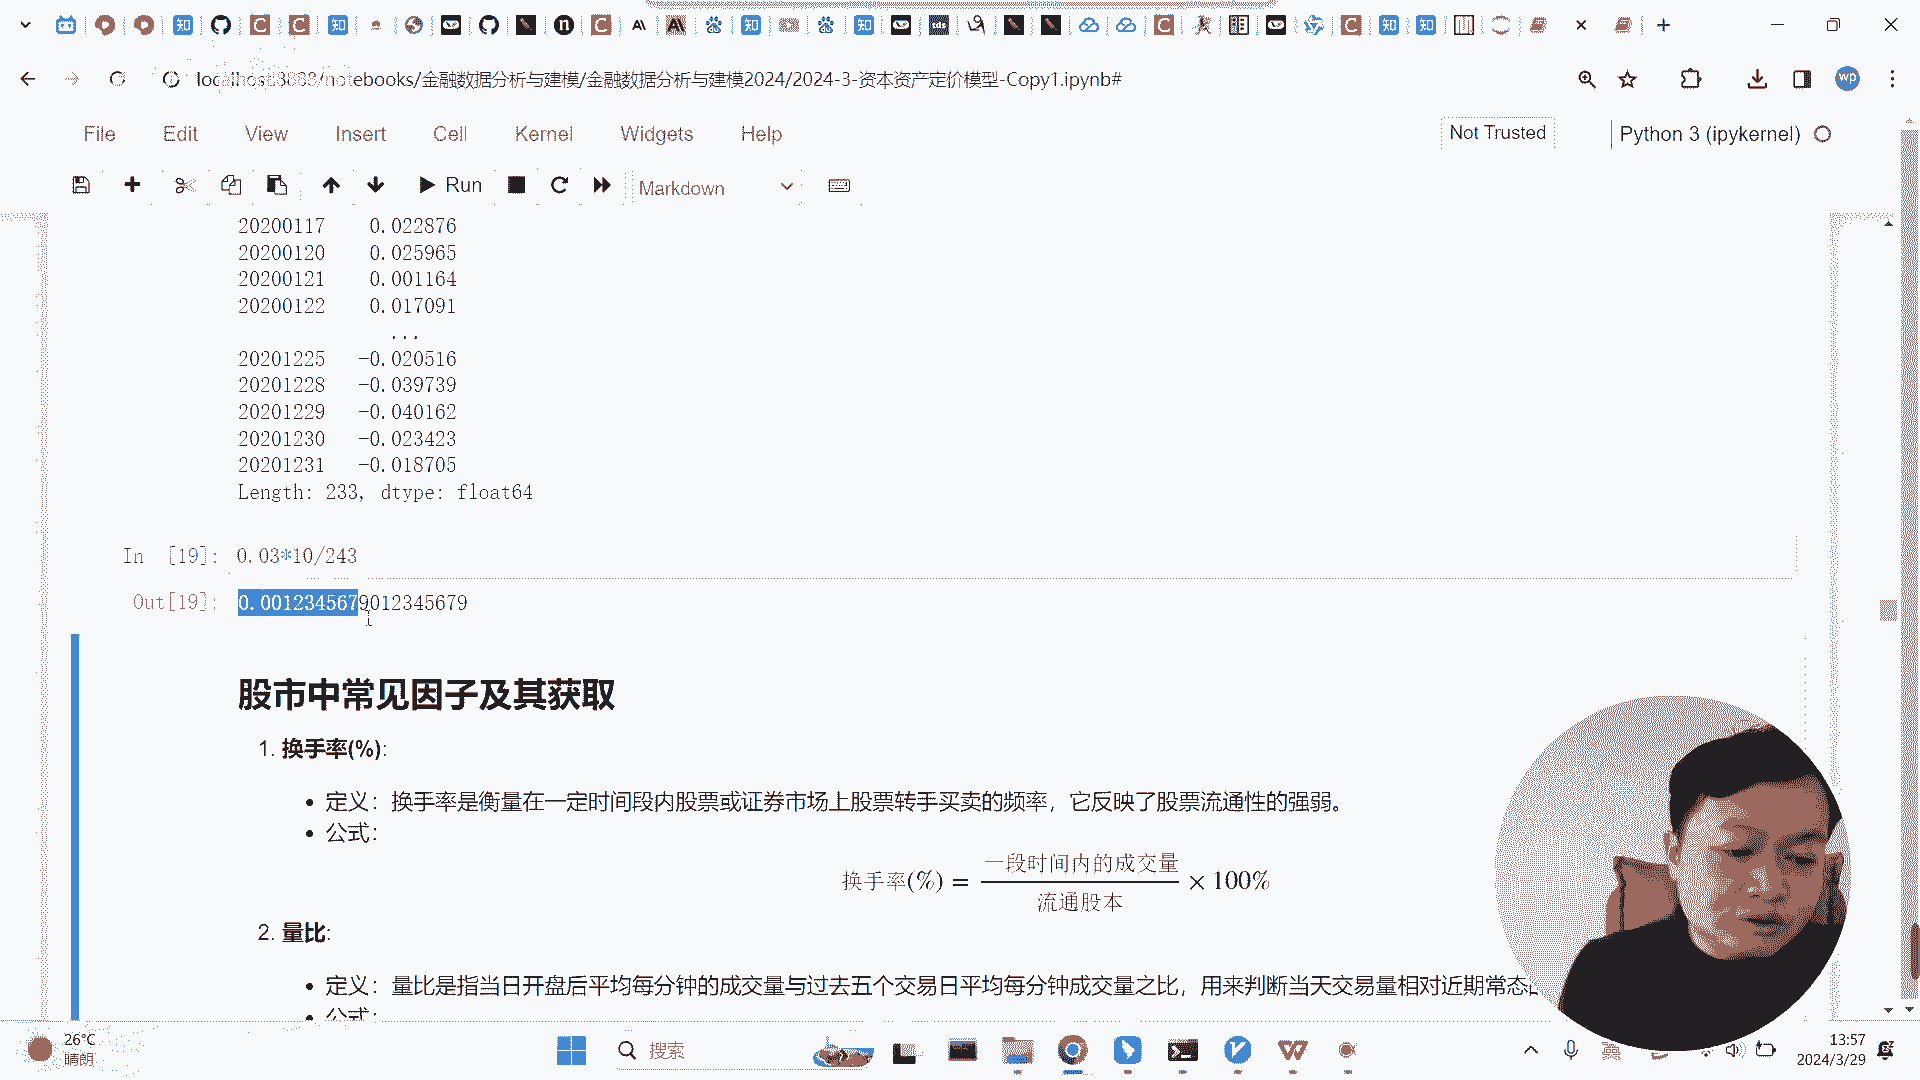 localhost:8888/notebooks/金融数据分析与建模/金融数据分析与建模2024/2024-3-资本资产定价模型-Copy1.ipynb#
wp
File Edit View Insert Cell Kernel Widgets Help
Not Trusted
Python 3 (ipykernel)
Run
Markdown
20200117 0.022876
20200120 0.025965
20200121 0.001164
20200122 0.017091
...
20201225 -0.020516
20201228 -0.039739
20201229 -0.040162
20201230 -0.023423
20201231 -0.018705
Length: 233, dtype: float64
In [19]: 0.03*10/243
Out[19]: 0.0012345679012345679
股市中常见因子及其获取
1. 换手率(%):
• 定义：换手率是衡量在一定时间段内股票或证券市场上股票转手买卖的频率，它反映了股票流通性的强弱。
• 公式：
换手率(%) = 一段时间内的成交量 / 流通股本 × 100%
2. 量比:
• 定义：量比是指当日开盘后平均每分钟的成交量与过去五个交易日平均每分钟成交量之比，用来判断当天交易量相对近期常态
• 公式：
26°C
晴朗
搜索
英
13:57
2024/3/29